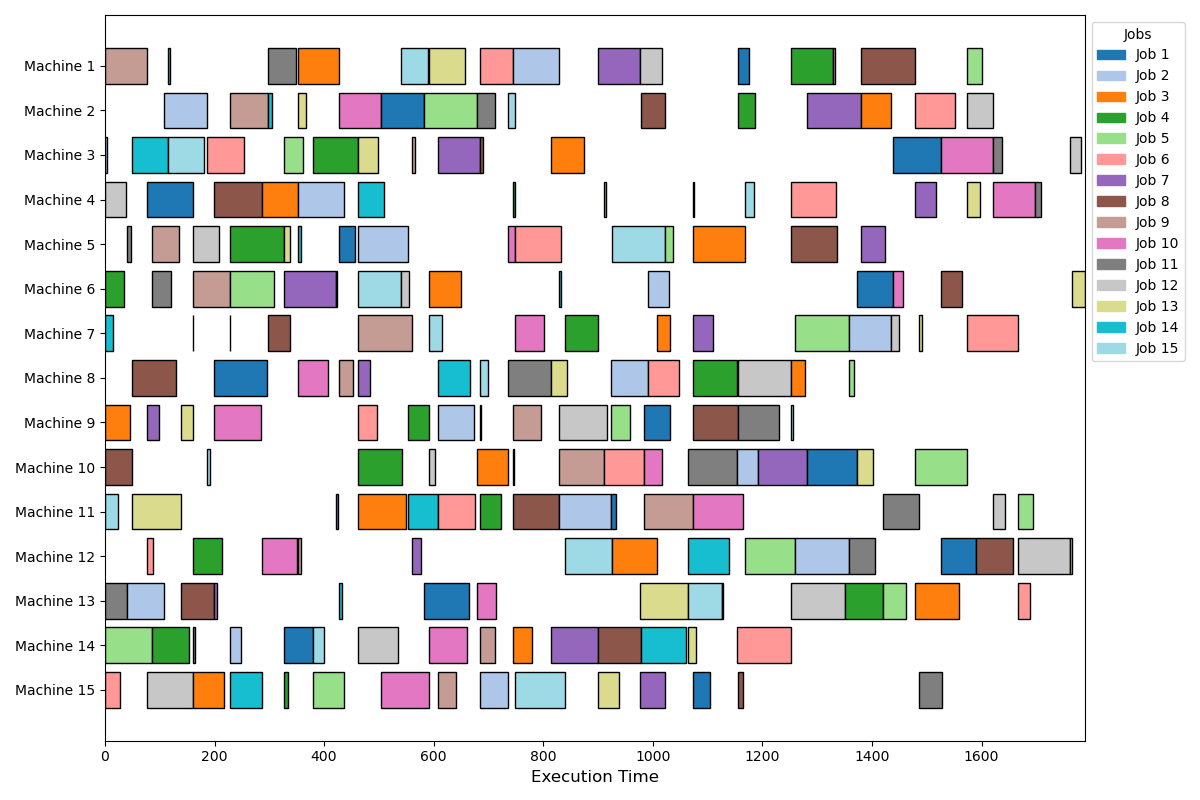 Machine 1
Machine 2
Machine 3
Machine 4
Machine 5
Machine 6
Machine 7
Machine 8
Machine 9
Machine 10
Machine 11
Machine 12
Machine 13
Machine 14
Machine 15
0 200 400 600 800 1000 1200 1400 1600
Execution Time
Jobs
Job 1
Job 2
Job 3
Job 4
Job 5
Job 6
Job 7
Job 8
Job 9
Job 10
Job 11
Job 12
Job 13
Job 14
Job 15